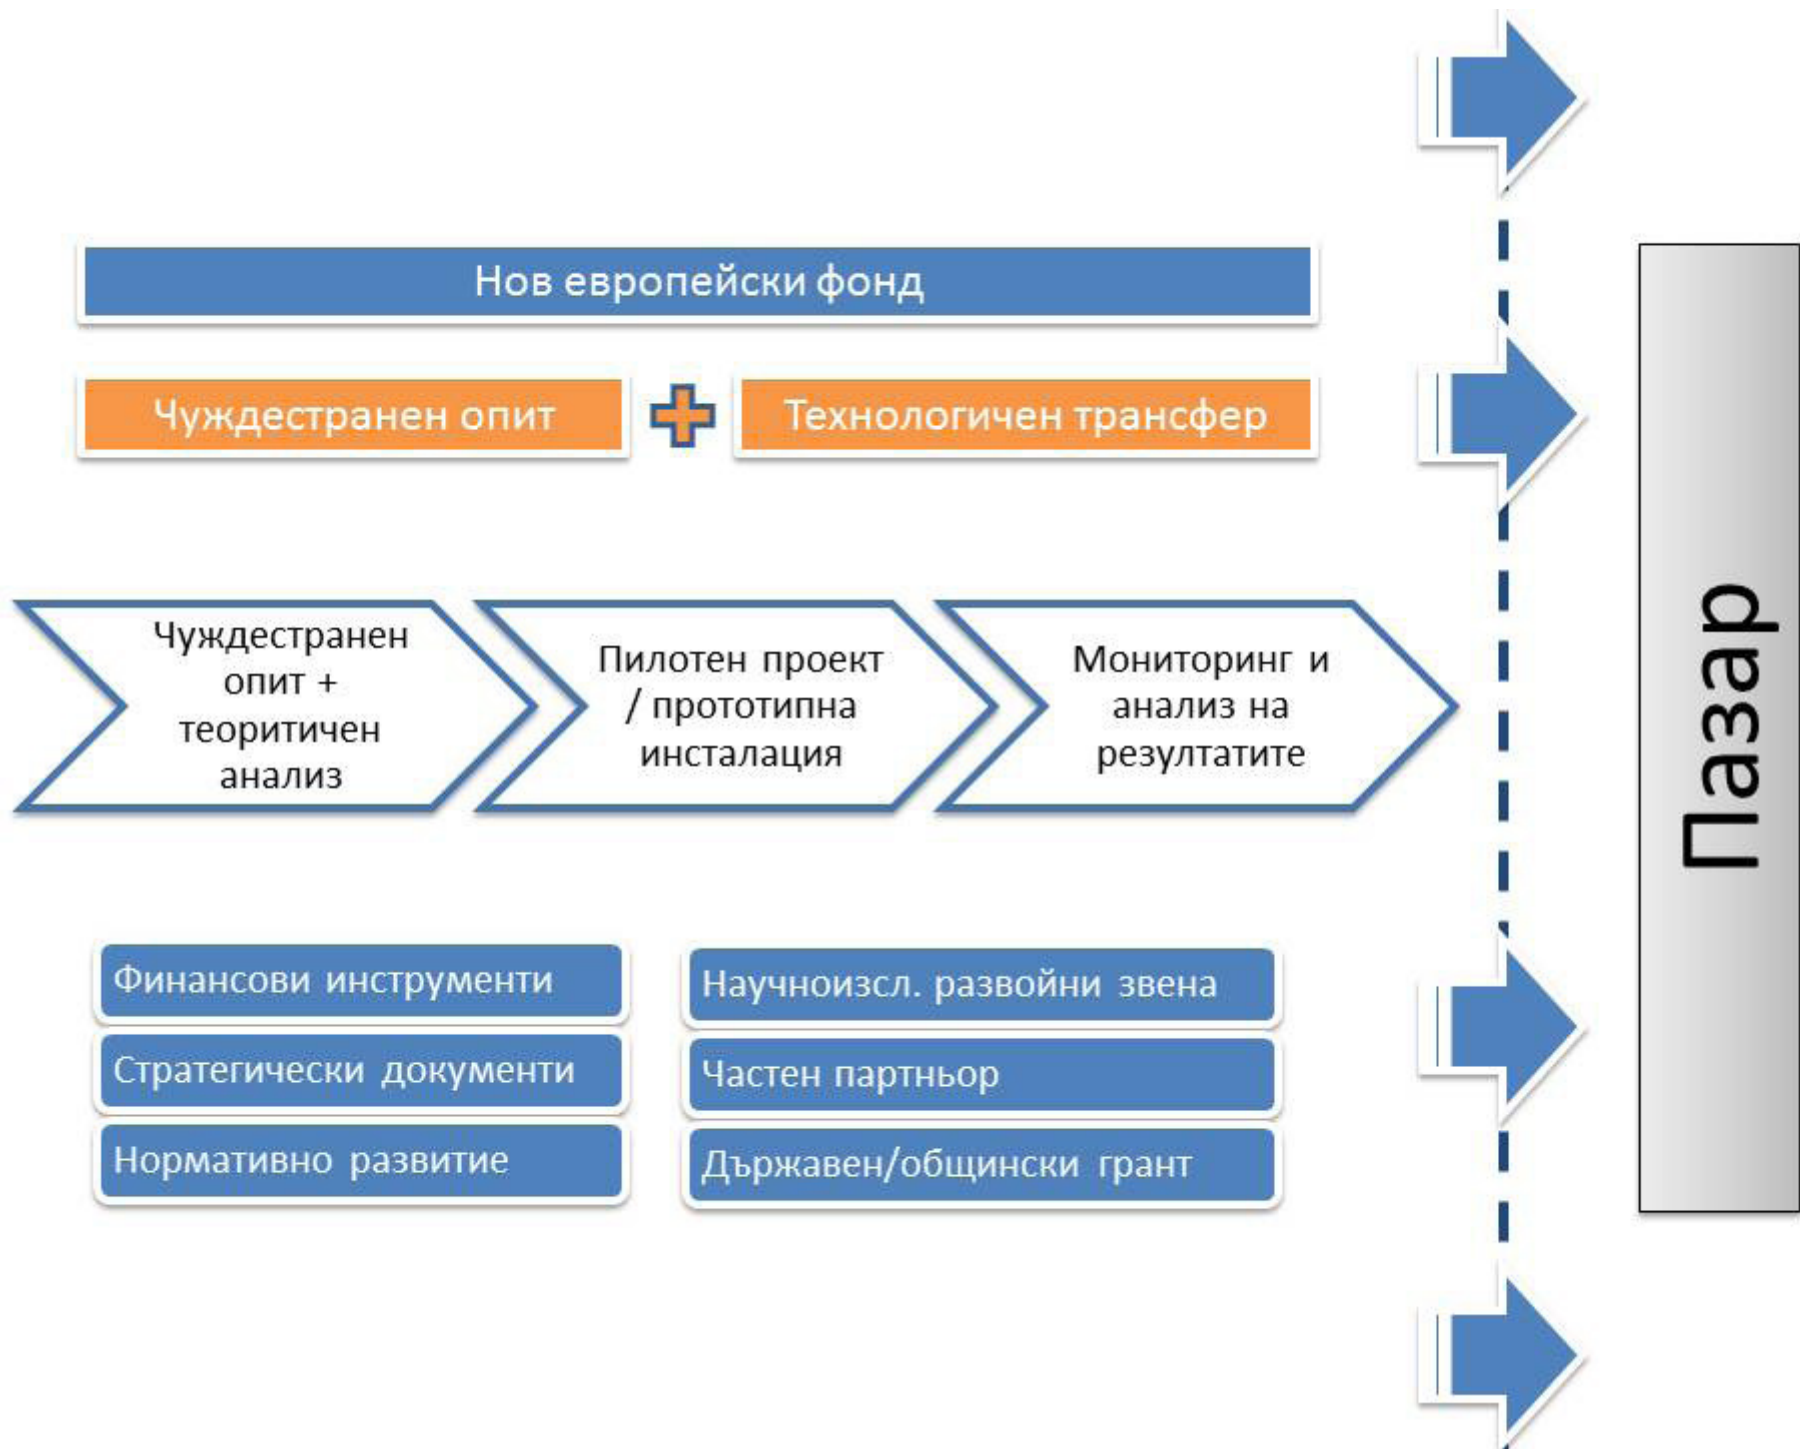 Нов европейски фонд
Чуждестранен опит
Технологичен трансфер
Чуждестранен
опит +
теоритичен
анализ
Пилотен проект
/ прототипна
инсталация
Мониторинг и
анализ на
резултатите
Финансови инструменти
Стратегически документи
Нормативно развитие
Научноизсл. развойни звена
Частен партньор
Държавен/общински грант
Пазар